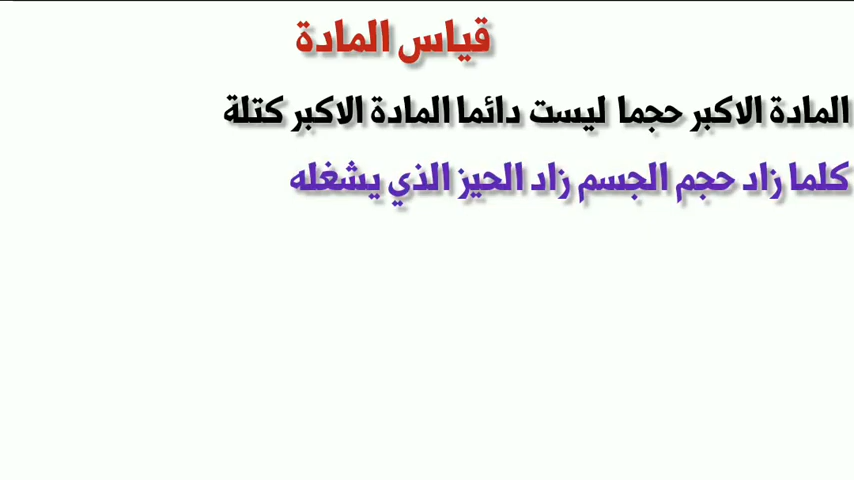 قياس المادة
المادة الاكبر حجما ليست دائما المادة الاكبر كتلة
كلما زاد حجم الجسم زاد الحيز الذي يشغله